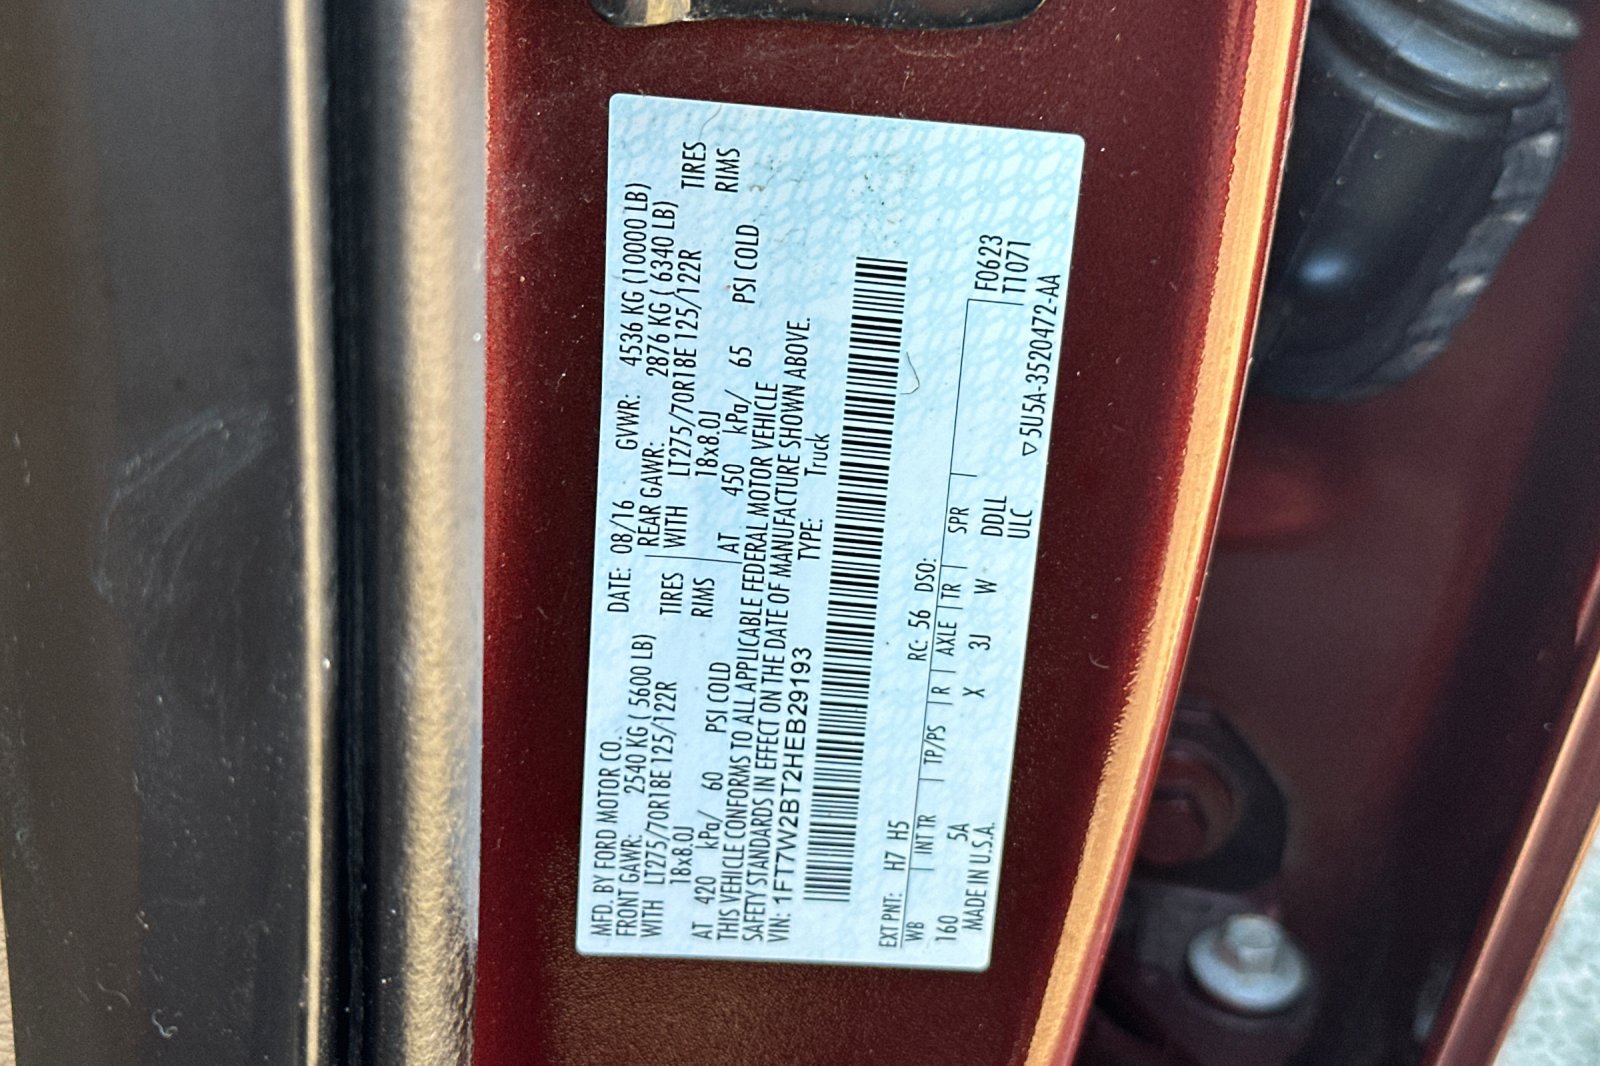 MFD. BY FORD MOTOR CO. DATE: 08/16 GVWR: 4536 KG (10000 LB)
FRONT GAWR: 2540 KG ( 5600 LB) REAR GAWR: 2876 KG ( 6340 LB)
WITH LT275/70R18E 125/122R TIRES WITH LT275/70R18E 125/122R TIRES
18x8.0J RIMS 18x8.0J RIMS
AT 420 kPa/ 60 PSI COLD AT 450 kPa/ 65 PSI COLD
THIS VEHICLE CONFORMS TO ALL APPLICABLE FEDERAL MOTOR VEHICLE
SAFETY STANDARDS IN EFFECT ON THE DATE OF MANUFACTURE SHOWN ABOVE.
VIN: 1FT7W2BT2HEB29193 TYPE: Truck
EXT PNT: H7 H5 RC: 56 DSO:
WB INT TR TP/PS R AXLE TR SPR F0623
160 5A X 3J W DDLL T1071
MADE IN U.S.A. ULC ▽5U5A-3520472-AA